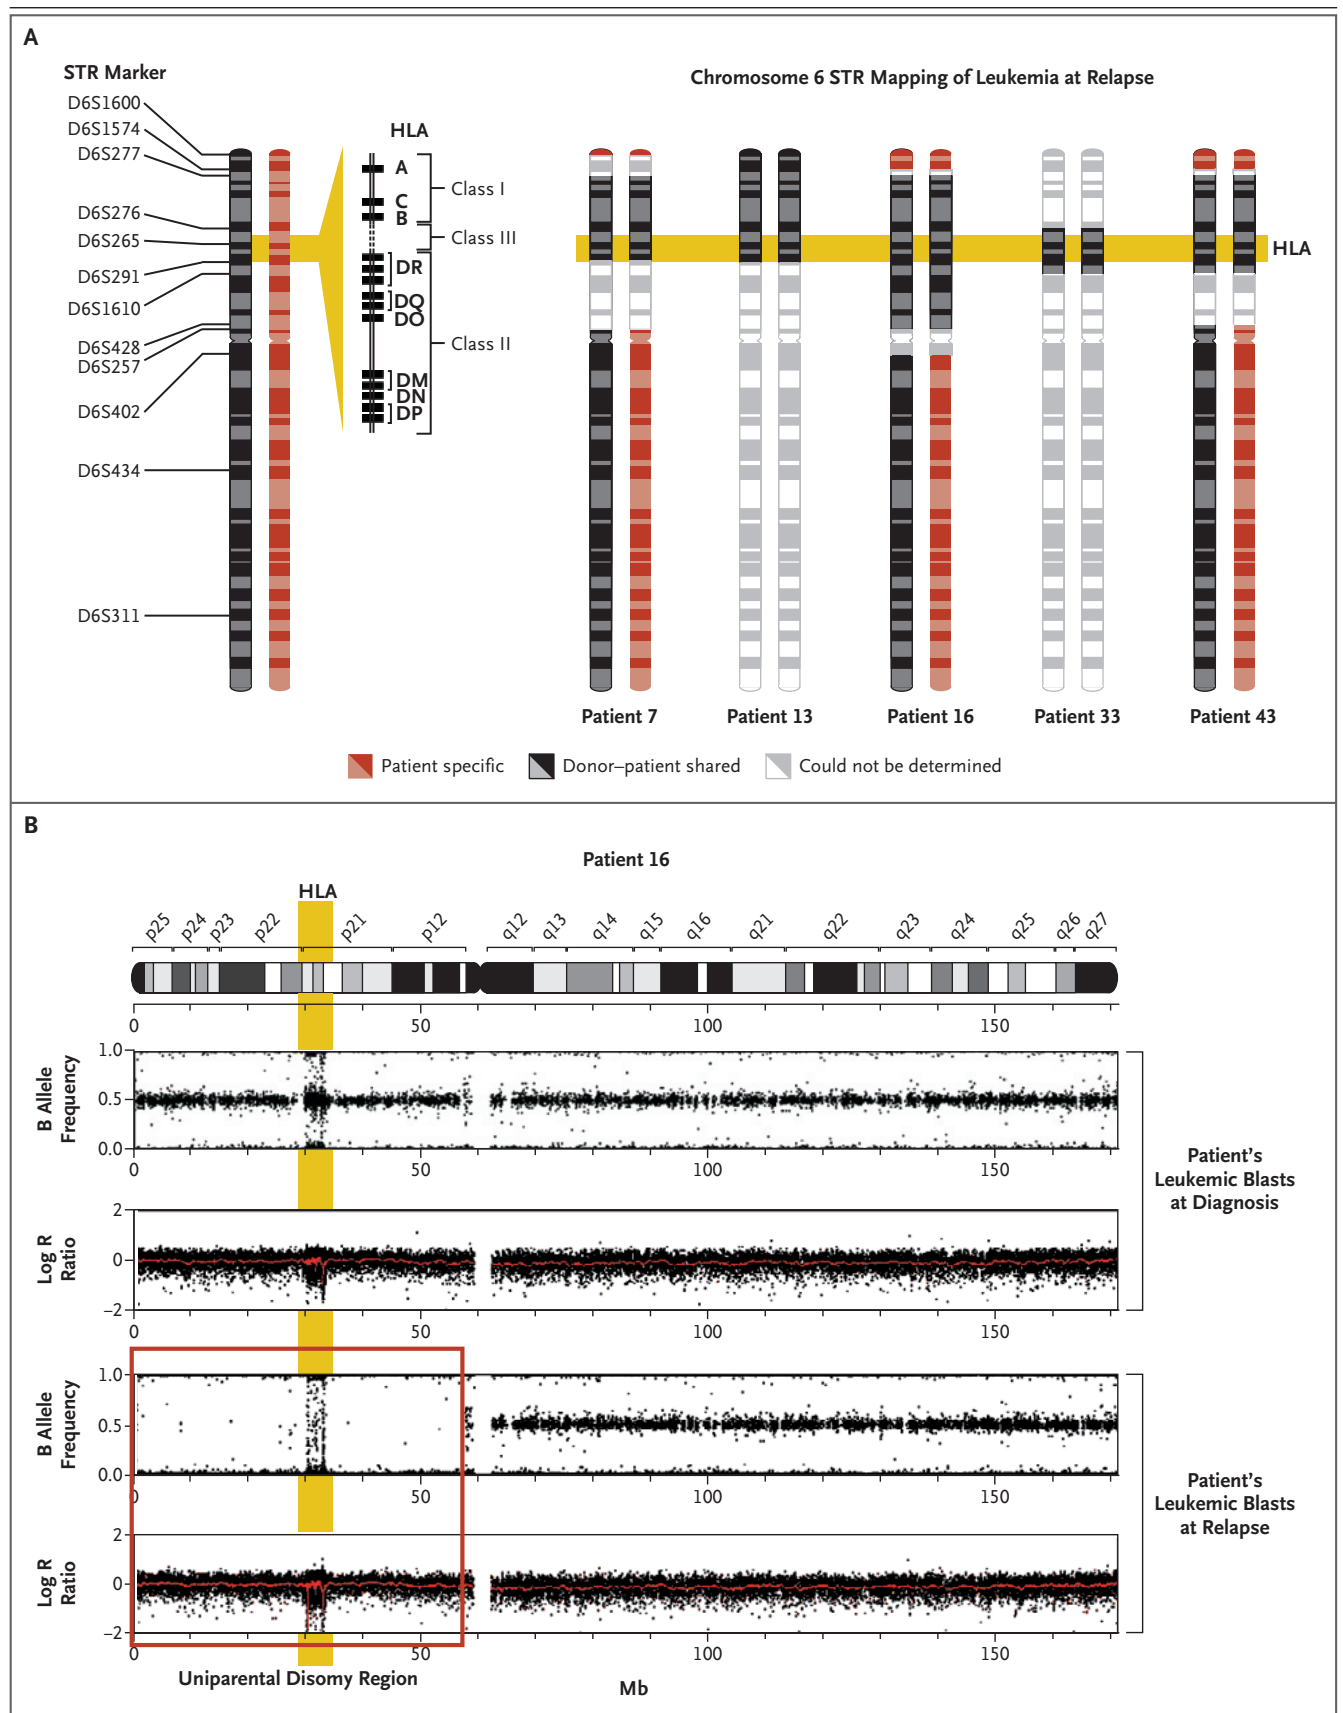 A
STR Marker
Chromosome 6 STR Mapping of Leukemia at Relapse
D6S1600
D6S1574
D6S277
D6S276
D6S265
D6S291
D6S1610
D6S428
D6S257
D6S402
D6S434
D6S311
HLA
A
C
B
DR
DQ
DO
DM
DN
DP
Class I
Class III
Class II
HLA
Patient 7
Patient 13
Patient 16
Patient 33
Patient 43
Patient specific
Donor–patient shared
Could not be determined
B
Patient 16
HLA
p25 p24 p23 p22 p21 p12 q12 q13 q14 q15 q16 q21 q22 q23 q24 q25 q26 q27
0 50 100 150
B Allele
Frequency
1.0
0.5
0.0
0 50 100 150
Log R
Ratio
2
0
–2
0 50 100 150
Patient's
Leukemic Blasts
at Diagnosis
B Allele
Frequency
1.0
0.5
0.0
0 50 100 150
Log R
Ratio
2
0
–2
0 50 100 150
Patient's
Leukemic Blasts
at Relapse
Uniparental Disomy Region
Mb